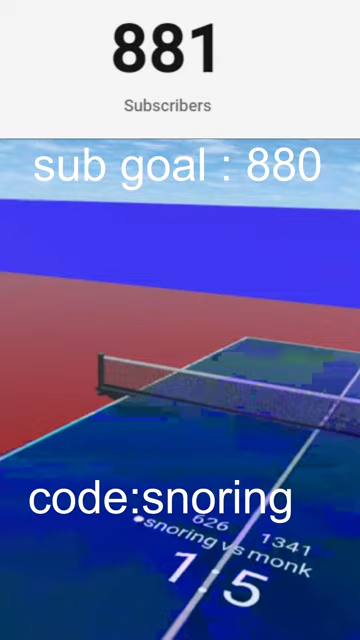 881
Subscribers
sub goal : 880
code:snoring
626 1341
snoring vs monk
1:5